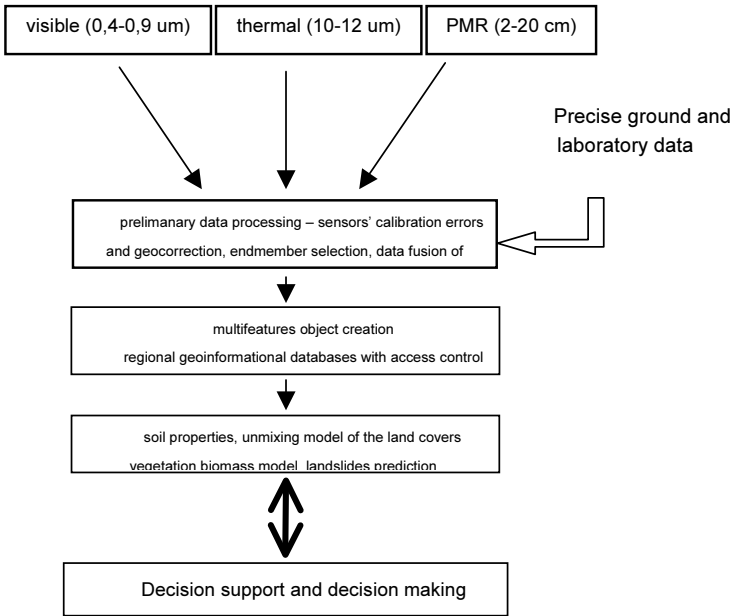 visible (0,4-0,9 um)
thermal (10-12 um)
PMR (2-20 cm)
Precise ground and
laboratory data
prelimanary data processing – sensors' calibration errors
and geocorrection, endmember selection, data fusion of
multifeatures object creation
regional geoinformational databases with access control
soil properties, unmixing model of the land covers
vegetation biomass model, landslides prediction
Decision support and decision making